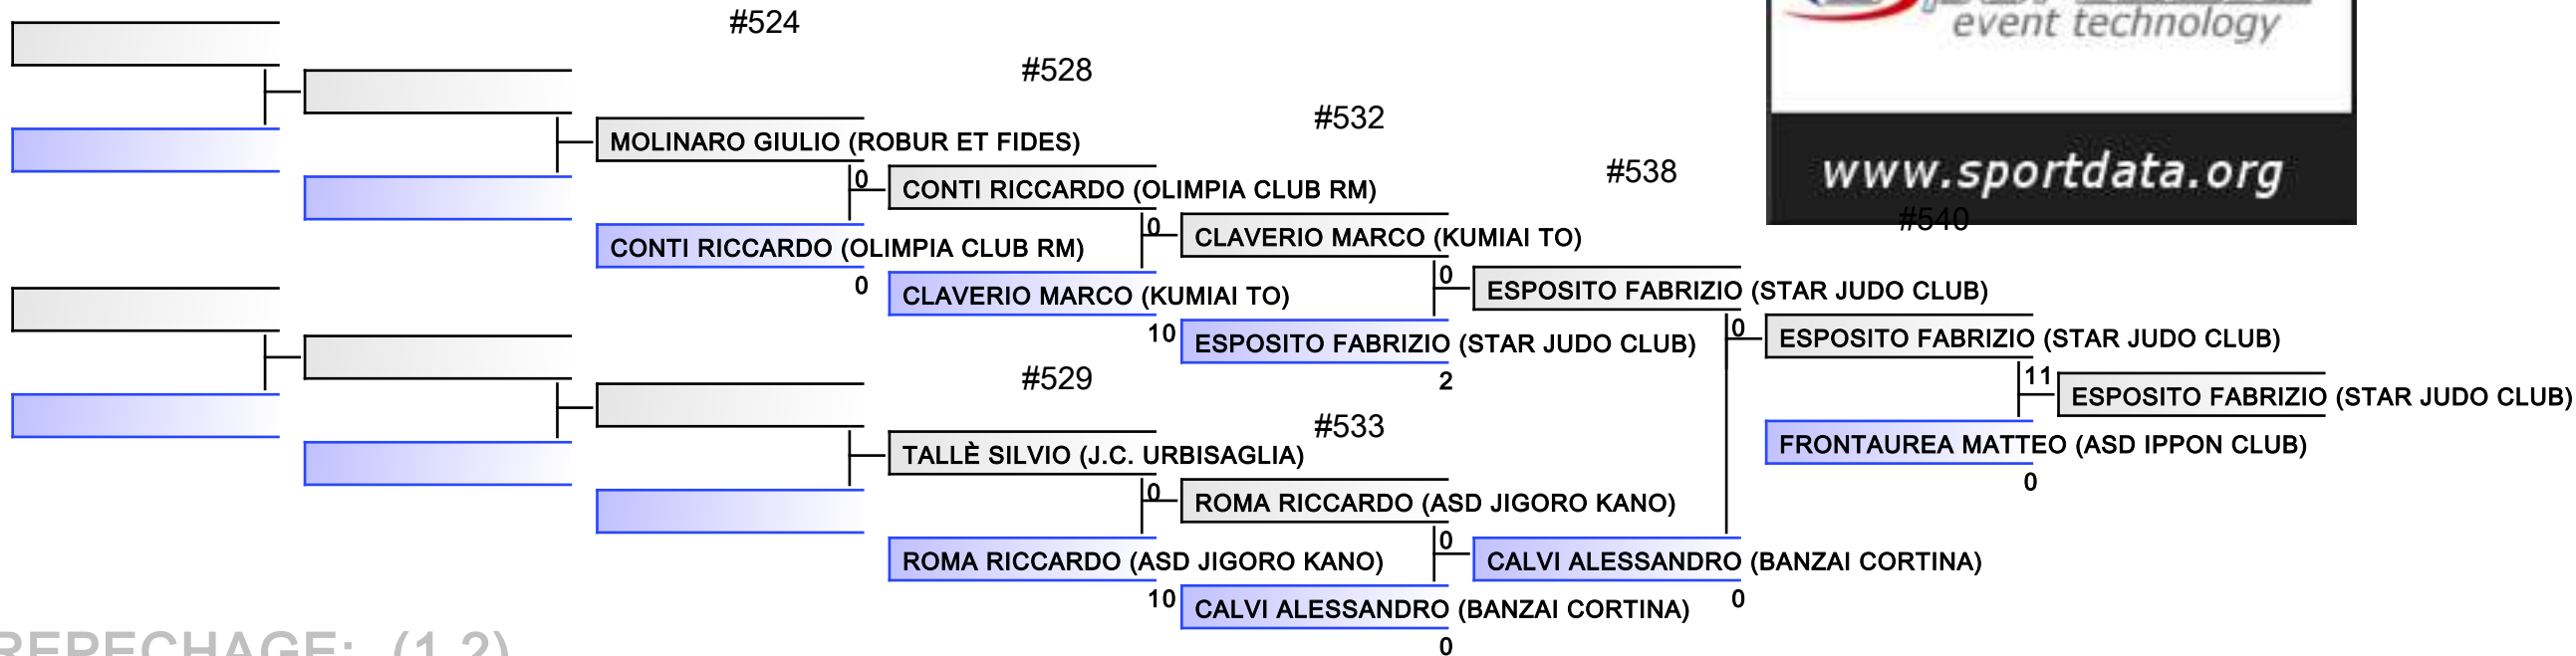 event technology
#524
#528
#532
MOLINARO GIULIO (ROBUR ET FIDES)
0
#538
www.sportdata.org
CONTI RICCARDO (OLIMPIA CLUB RM)
0
#540
CONTI RICCARDO (OLIMPIA CLUB RM)
0
CLAVERIO MARCO (KUMIAI TO)
0
CLAVERIO MARCO (KUMIAI TO)
10
ESPOSITO FABRIZIO (STAR JUDO CLUB)
0
ESPOSITO FABRIZIO (STAR JUDO CLUB)
2
ESPOSITO FABRIZIO (STAR JUDO CLUB)
11
#529
ESPOSITO FABRIZIO (STAR JUDO CLUB)
#533
FRONTAUREA MATTEO (ASD IPPON CLUB)
0
TALLÈ SILVIO (J.C. URBISAGLIA)
0
ROMA RICCARDO (ASD JIGORO KANO)
0
ROMA RICCARDO (ASD JIGORO KANO)
10
CALVI ALESSANDRO (BANZAI CORTINA)
0
CALVI ALESSANDRO (BANZAI CORTINA)
0
REPECHAGE: (1,2)